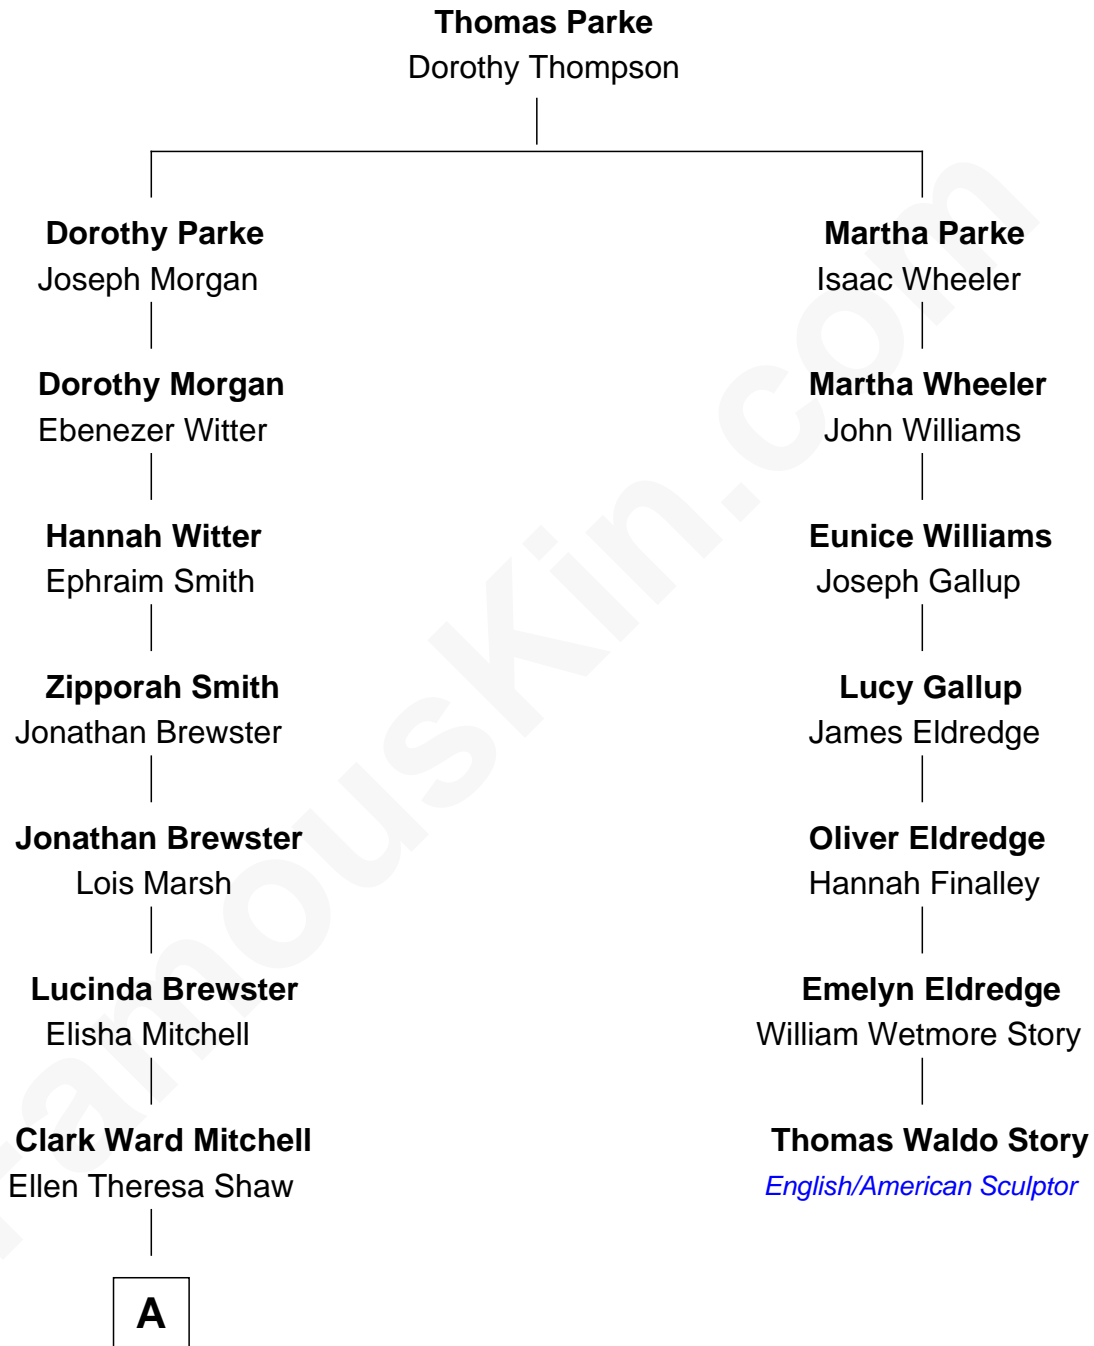 Thomas Parke
Dorothy Thompson
Dorothy Parke
Joseph Morgan
Martha Parke
Isaac Wheeler
Dorothy Morgan
Ebenezer Witter
Martha Wheeler
John Williams
Hannah Witter
Ephraim Smith
Eunice Williams
Joseph Gallup
Zipporah Smith
Jonathan Brewster
Lucy Gallup
James Eldredge
Jonathan Brewster
Lois Marsh
Oliver Eldredge
Hannah Finalley
Lucinda Brewster
Elisha Mitchell
Emelyn Eldredge
William Wetmore Story
Clark Ward Mitchell
Ellen Theresa Shaw
Thomas Waldo Story
English/American Sculptor
A
FamousKin.com